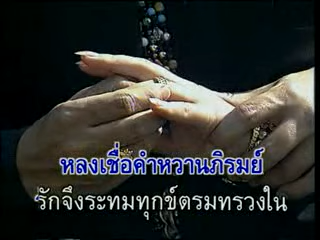 หลงเชื่อคำหวานภิรมย์
รักจึงระทมทุกข์ตรมทรวงใน